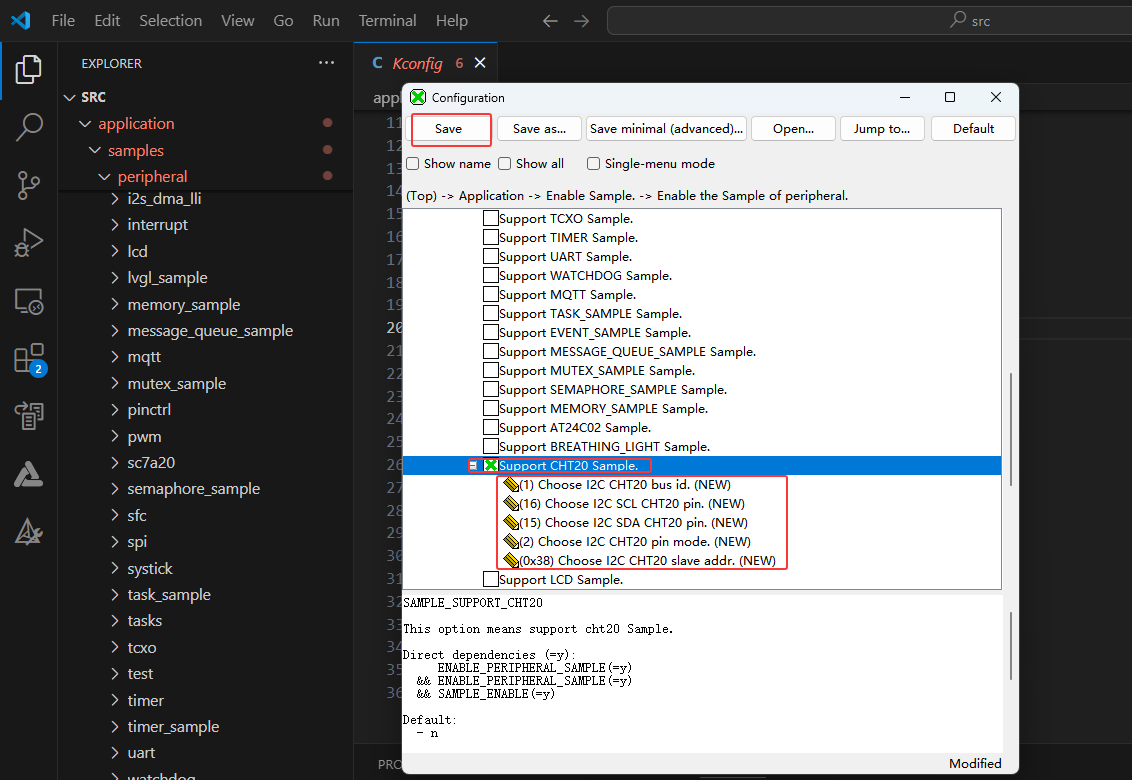 File Edit Selection View Go Run Terminal Help
src
EXPLORER
SRC
application
samples
peripheral
i2s_dma_lli
interrupt
lcd
lvgl_sample
memory_sample
message_queue_sample
mqtt
mutex_sample
pinctrl
pwm
sc7a20
semaphore_sample
sfc
spi
systick
task_sample
tasks
tcxo
test
timer
timer_sample
uart
watchdog
2
C Kconfig 6
appl
11
12
13
14
15
16
17
18
19
20
21
22
23
24
25
26
27
28
29
30
31
32
33
34
35
36
PRO
Configuration
Save Save as... Save minimal (advanced)... Open... Jump to... Default
Show name Show all Single-menu mode
(Top) -> Application -> Enable Sample. -> Enable the Sample of peripheral.
Support TCXO Sample.
Support TIMER Sample.
Support UART Sample.
Support WATCHDOG Sample.
Support MQTT Sample.
Support TASK_SAMPLE Sample.
Support EVENT_SAMPLE Sample.
Support MESSAGE_QUEUE_SAMPLE Sample.
Support MUTEX_SAMPLE Sample.
Support SEMAPHORE_SAMPLE Sample.
Support MEMORY_SAMPLE Sample.
Support AT24C02 Sample.
Support BREATHING_LIGHT Sample.
Support CHT20 Sample.
(1) Choose I2C CHT20 bus id. (NEW)
(16) Choose I2C SCL CHT20 pin. (NEW)
(15) Choose I2C SDA CHT20 pin. (NEW)
(2) Choose I2C CHT20 pin mode. (NEW)
(0x38) Choose I2C CHT20 slave addr. (NEW)
Support LCD Sample.
SAMPLE_SUPPORT_CHT20
This option means support cht20 Sample.
Direct dependencies (=y):
ENABLE_PERIPHERAL_SAMPLE(=y)
&& ENABLE_PERIPHERAL_SAMPLE(=y)
&& SAMPLE_ENABLE(=y)
Default:
- n
Modified